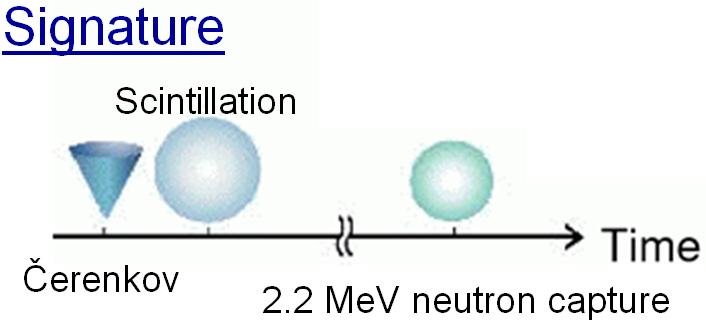 Signature
Scintillation
Time
Čerenkov
2.2 MeV neutron capture